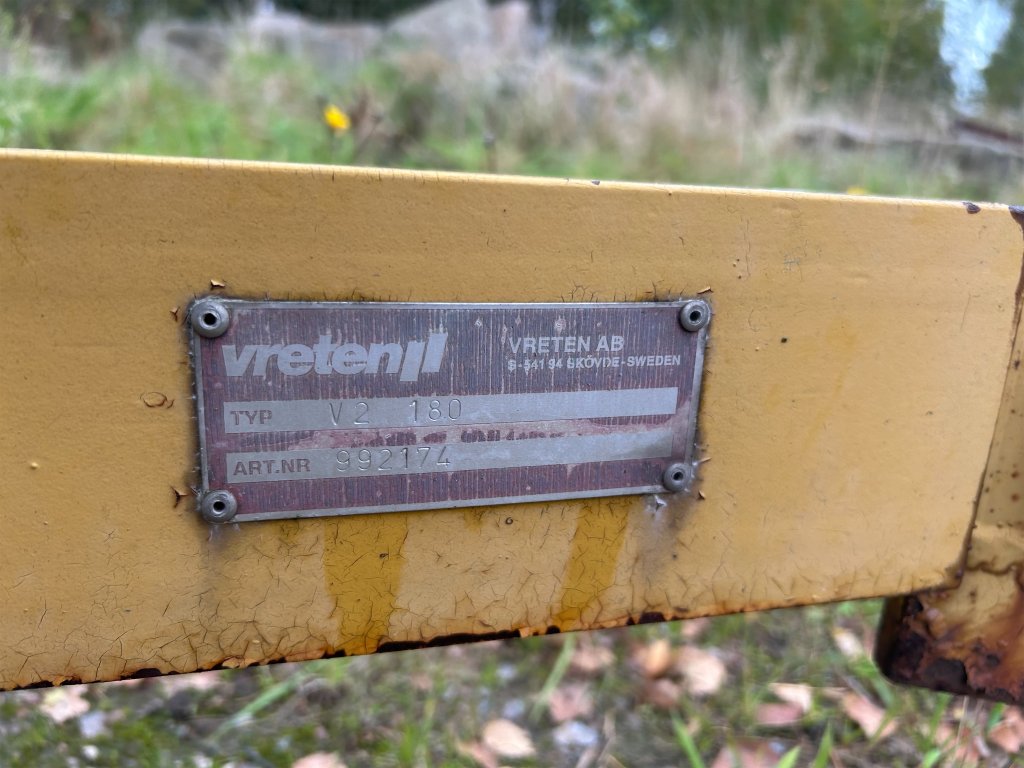 vreten
VRETEN AB
S-541 94 SKÖVDE-SWEDEN
TYP V2 180
ART.NR 992174